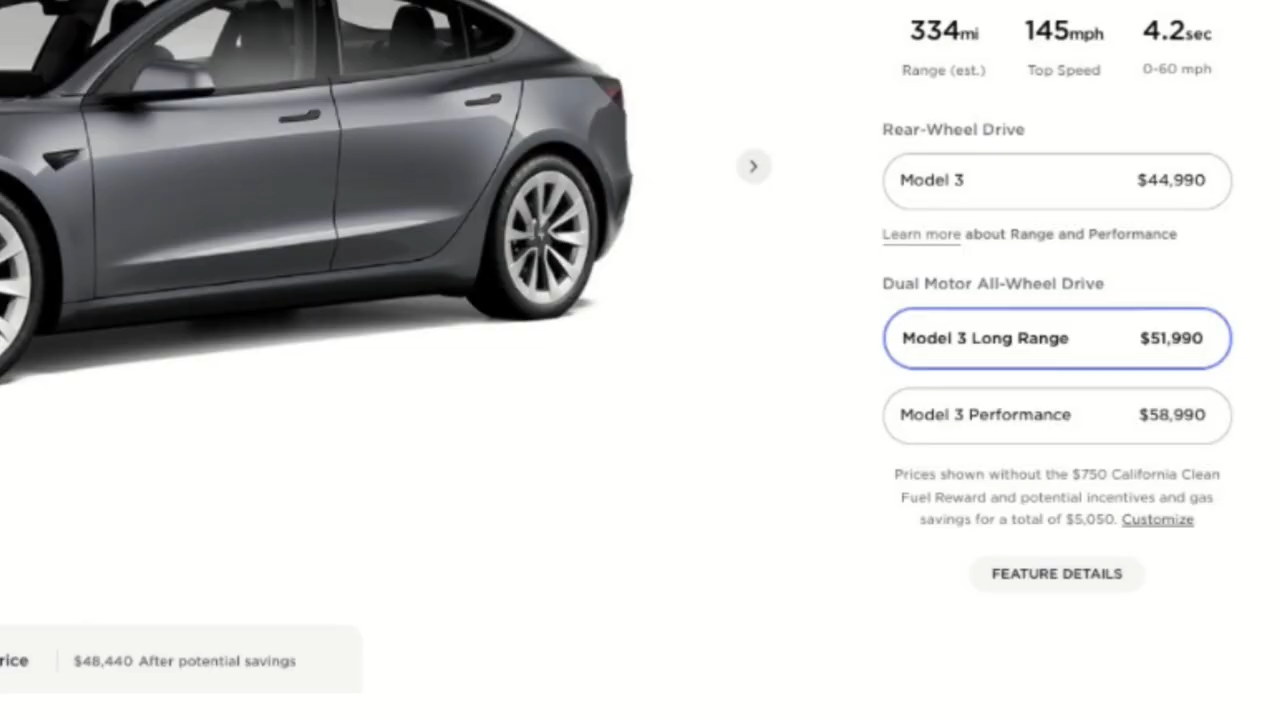 334mi 145mph 4.2sec
Range (est.) Top Speed 0-60 mph
Rear-Wheel Drive
Model 3 $44,990
Learn more about Range and Performance
Dual Motor All-Wheel Drive
Model 3 Long Range $51,990
Model 3 Performance $58,990
Prices shown without the $750 California Clean
Fuel Reward and potential incentives and gas
savings for a total of $5,050. Customize
FEATURE DETAILS
rice $48,440 After potential savings